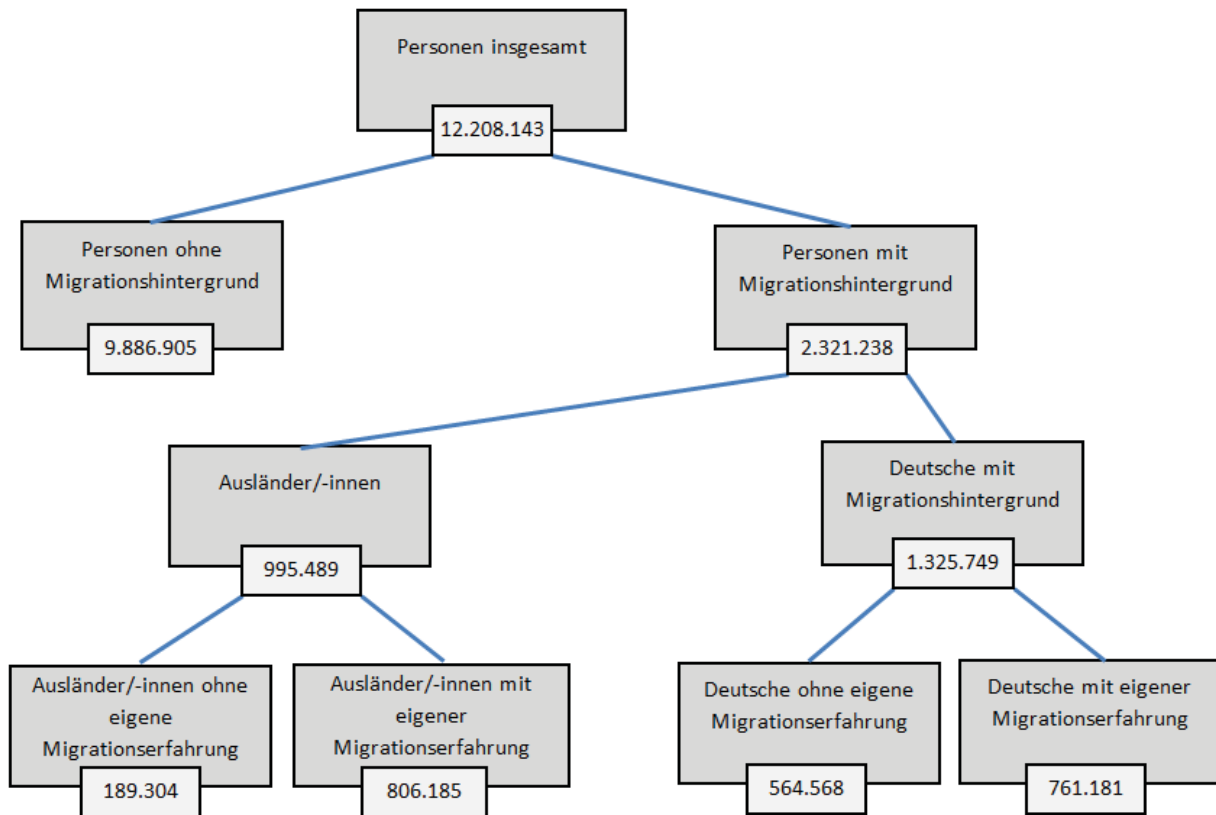 Personen insgesamt
12.208.143
Personen ohne
Migrationshintergrund
9.886.905
Personen mit
Migrationshintergrund
2.321.238
Ausländer/-innen
995.489
Deutsche mit
Migrationshintergrund
1.325.749
Ausländer/-innen ohne
eigene
Migrationserfahrung
189.304
Ausländer/-innen mit
eigener
Migrationserfahrung
806.185
Deutsche ohne eigene
Migrationserfahrung
564.568
Deutsche mit eigener
Migrationserfahrung
761.181